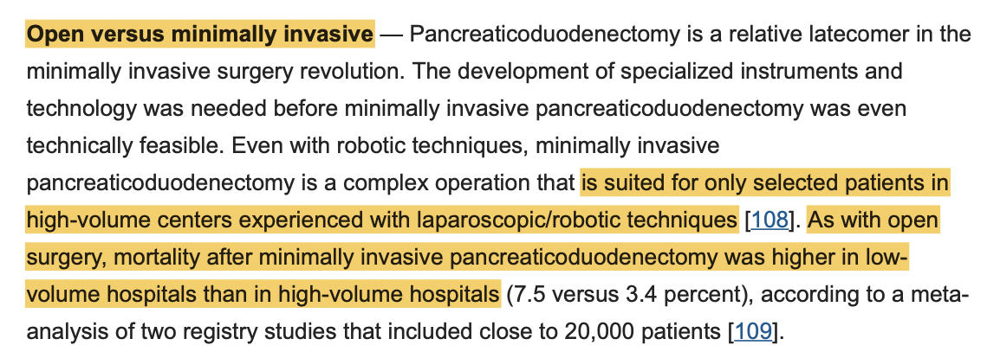 Open versus minimally invasive — Pancreaticoduodenectomy is a relative latecomer in the
minimally invasive surgery revolution. The development of specialized instruments and
technology was needed before minimally invasive pancreaticoduodenectomy was even
technically feasible. Even with robotic techniques, minimally invasive
pancreaticoduodenectomy is a complex operation that is suited for only selected patients in
high-volume centers experienced with laparoscopic/robotic techniques [108]. As with open
surgery, mortality after minimally invasive pancreaticoduodenectomy was higher in low-
volume hospitals than in high-volume hospitals (7.5 versus 3.4 percent), according to a meta-
analysis of two registry studies that included close to 20,000 patients [109].